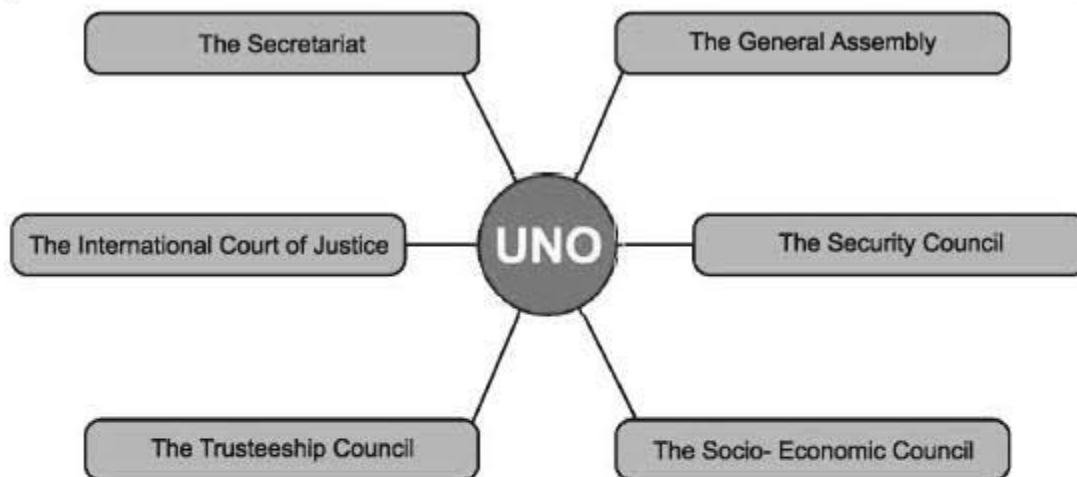 The Secretariat
The General Assembly
The International Court of Justice
UNO
The Security Council
The Trusteeship Council
The Socio- Economic Council